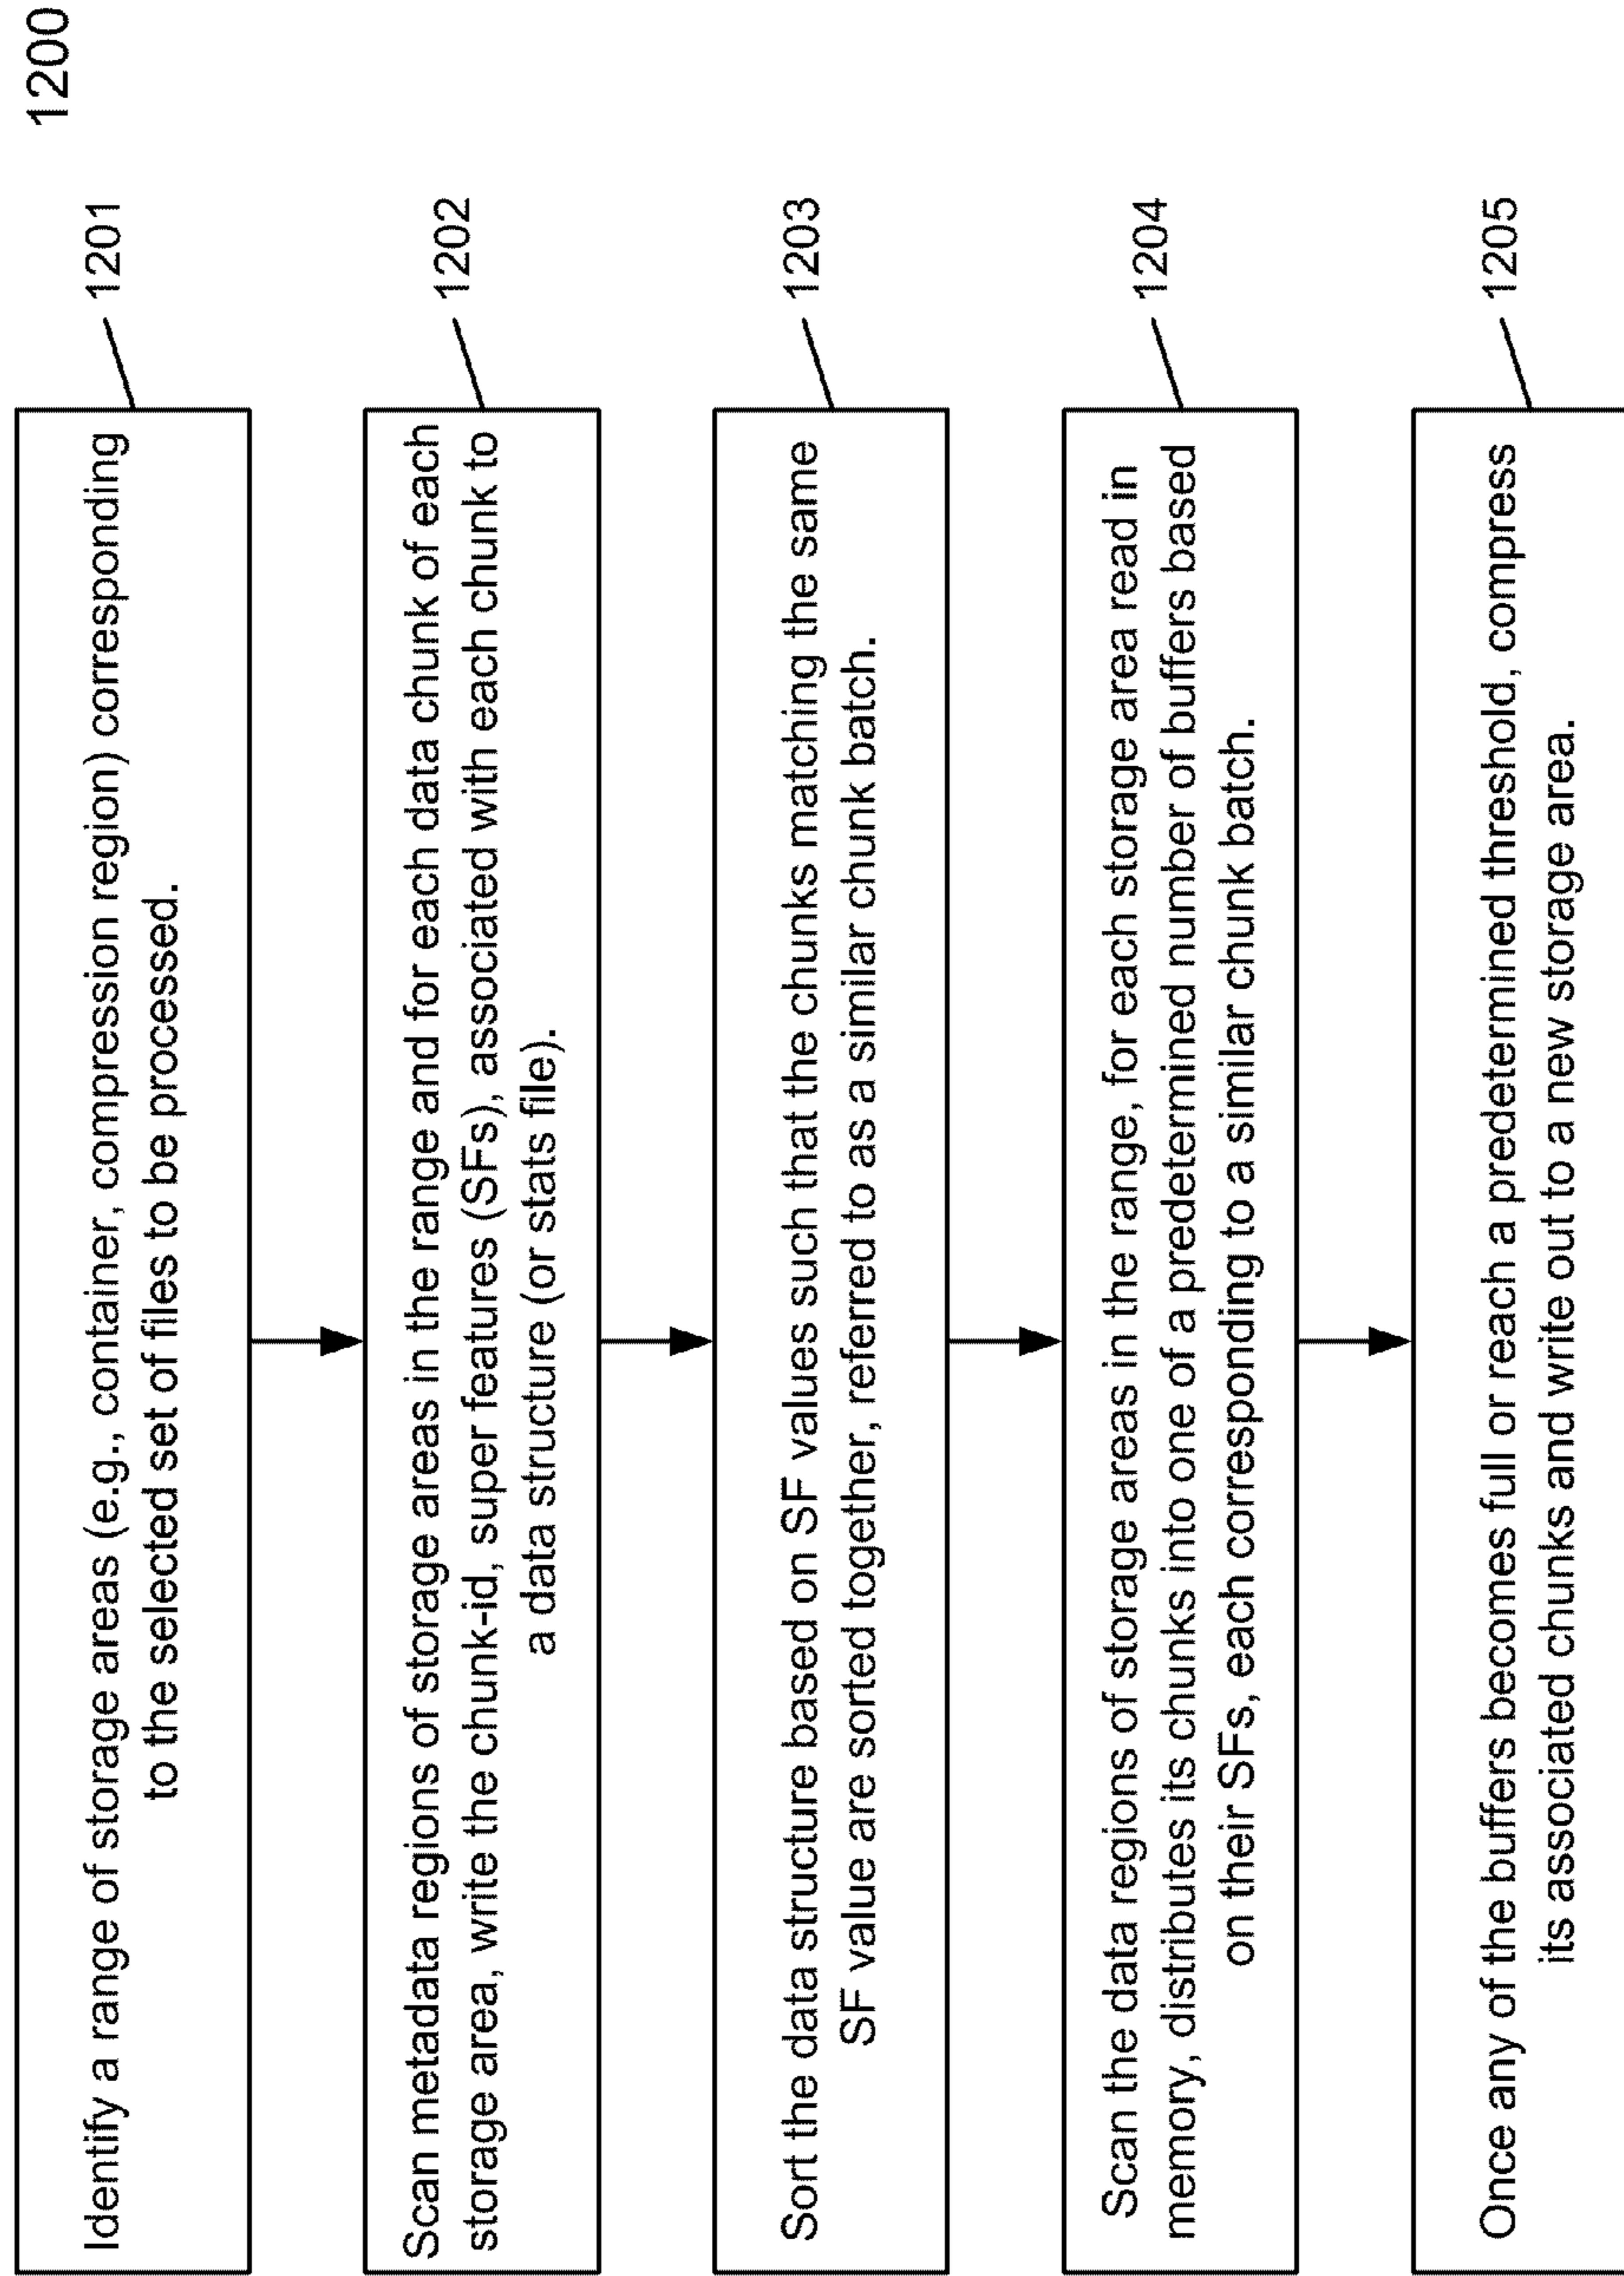 1200
Identify a range of storage areas (e.g., container, compression region) corresponding
to the selected set of files to be processed.
1201
Scan metadata regions of storage areas in the range and for each data chunk of each
storage area, write the chunk-id, super features (SFs), associated with each chunk to
a data structure (or stats file).
1202
Sort the data structure based on SF values such that the chunks matching the same
SF value are sorted together, referred to as a similar chunk batch.
1203
Scan the data regions of storage areas in the range, for each storage area read in
memory, distributes its chunks into one of a predetermined number of buffers based
on their SFs, each corresponding to a similar chunk batch.
1204
Once any of the buffers becomes full or reach a predetermined threshold, compress
its associated chunks and write out to a new storage area.
1205